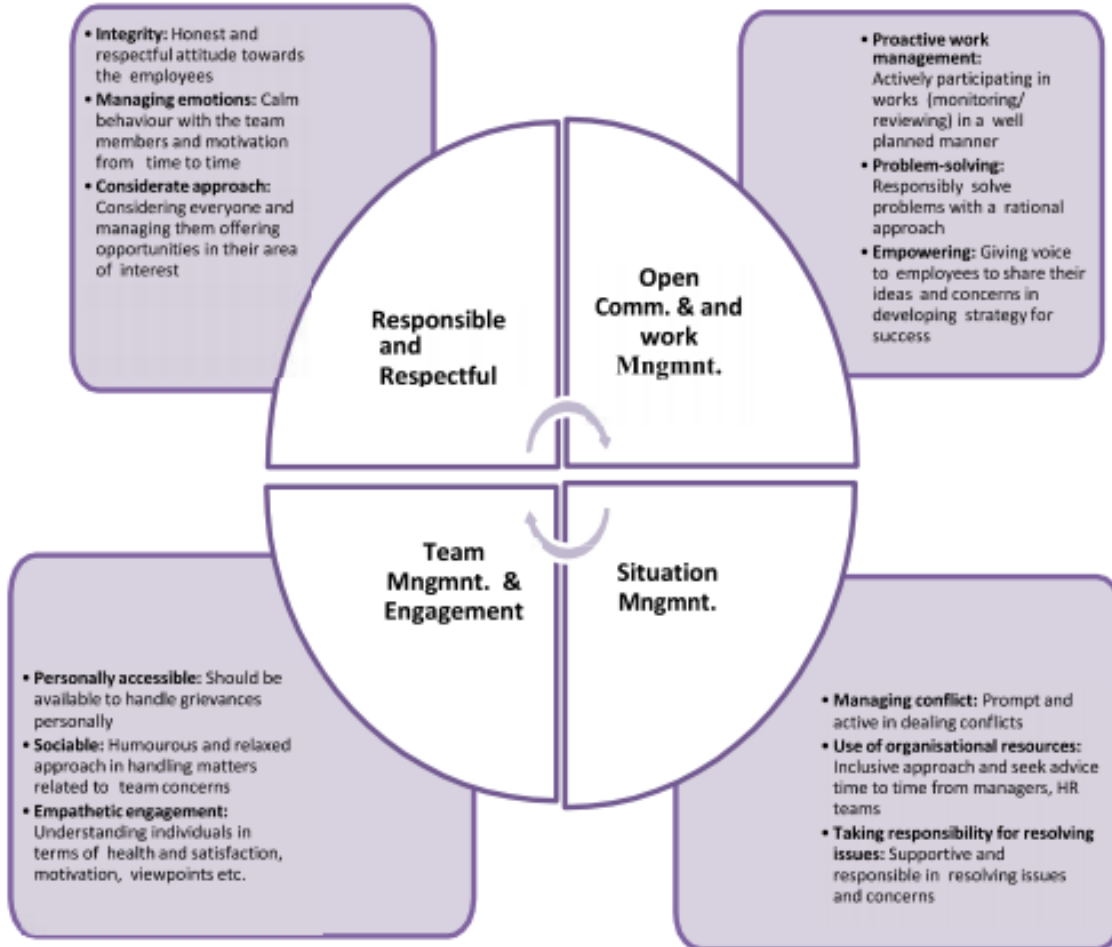 • Integrity: Honest and
respectful attitude towards
the employees
• Managing emotions: Calm
behaviour with the team
members and motivation
from time to time
• Considerate approach:
Considering everyone and
managing them offering
opportunities in their area
of interest
• Proactive work
management:
Actively participating in
works (monitoring/
reviewing) in a well
planned manner
• Problem-solving:
Responsibly solve
problems with a rational
approach
• Empowering: Giving voice
to employees to share their
ideas and concerns in
developing strategy for
success
Responsible
and
Respectful
Open
Comm. & and
work
Mngmnt.
Team
Mngmnt. &
Engagement
Situation
Mngmnt.
• Personally accessible: Should be
available to handle grievances
personally
• Sociable: Humourous and relaxed
approach in handling matters
related to team concerns
• Empathetic engagement:
Understanding individuals in
terms of health and satisfaction,
motivation, viewpoints etc.
• Managing conflict: Prompt and
active in dealing conflicts
• Use of organisational resources:
Inclusive approach and seek advice
time to time from managers, HR
teams
• Taking responsibility for resolving
issues: Supportive and
responsible in resolving issues
and concerns